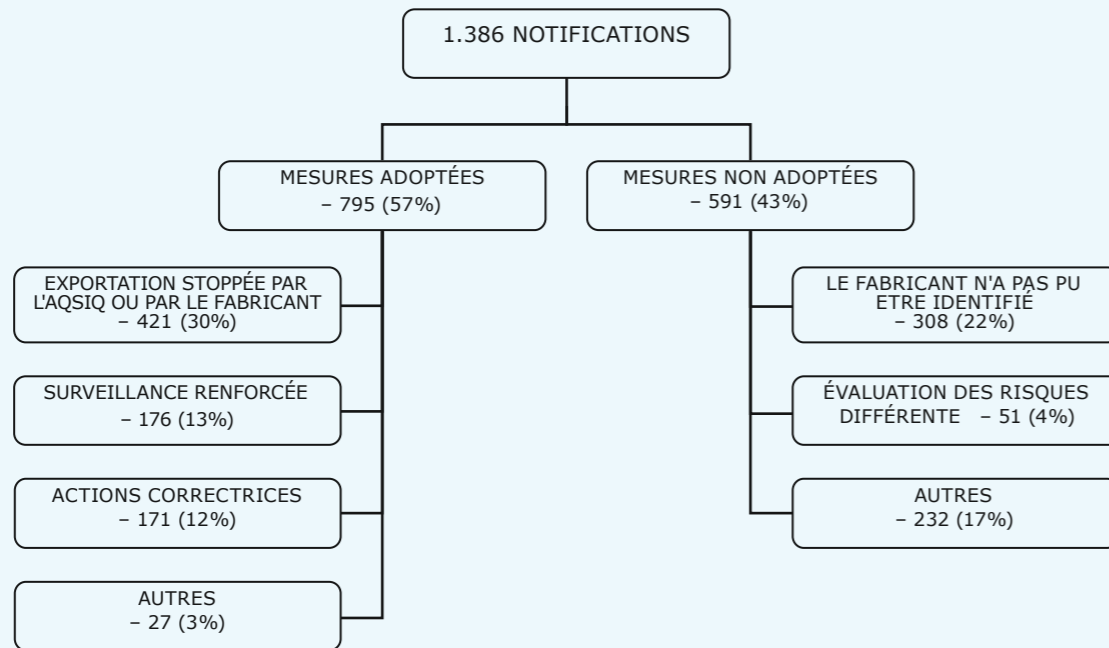 1.386 NOTIFICATIONS
MESURES ADOPTÉES
– 795 (57%)
MESURES NON ADOPTÉES
– 591 (43%)
EXPORTATION STOPPÉE PAR
L'AQSIQ OU PAR LE FABRICANT
– 421 (30%)
SURVEILLANCE RENFORCÉE
– 176 (13%)
ACTIONS CORRECTRICES
– 171 (12%)
AUTRES
– 27 (3%)
LE FABRICANT N'A PAS PU
ETRE IDENTIFIÉ
– 308 (22%)
ÉVALUATION DES RISQUES
DIFFÉRENTE – 51 (4%)
AUTRES
– 232 (17%)